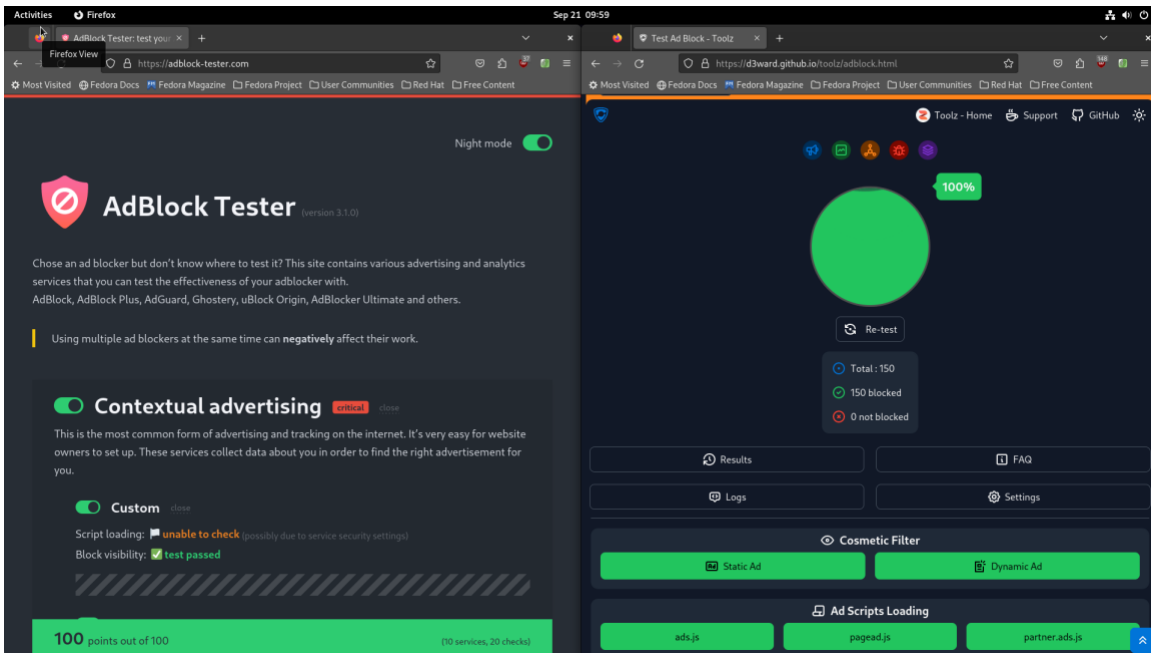 Activities
Firefox
Sep 21 09:59
AdBlock Tester: test your
Firefox View
https://adblock-tester.com
Most Visited
Fedora Docs
Fedora Magazine
Fedora Project
User Communities
Red Hat
Free Content
Night mode
AdBlock Tester (version 3.1.0)
Chose an ad blocker but don't know where to test it? This site contains various advertising and analytics
services that you can test the effectiveness of your adblocker with.
AdBlock, AdBlock Plus, AdGuard, Ghostery, uBlock Origin, AdBlocker Ultimate and others.
Using multiple ad blockers at the same time can negatively affect their work.
Contextual advertising critical close
This is the most common form of advertising and tracking on the internet. It's very easy for website
owners to set up. These services collect data about you in order to find the right advertisement for
you.
Custom close
Script loading: unable to check (possibly due to service security settings)
Block visibility: test passed
100 points out of 100
(10 services, 20 checks)
Test Ad Block - Toolz
https://d3ward.github.io/toolz/adblock.html
148
Most Visited
Fedora Docs
Fedora Magazine
Fedora Project
User Communities
Red Hat
Free Content
Toolz - Home
Support
GitHub
100%
Re-test
Total : 150
150 blocked
0 not blocked
Results
FAQ
Logs
Settings
Cosmetic Filter
Static Ad
Dynamic Ad
Ad Scripts Loading
ads.js
pagead.js
partner.ads.js